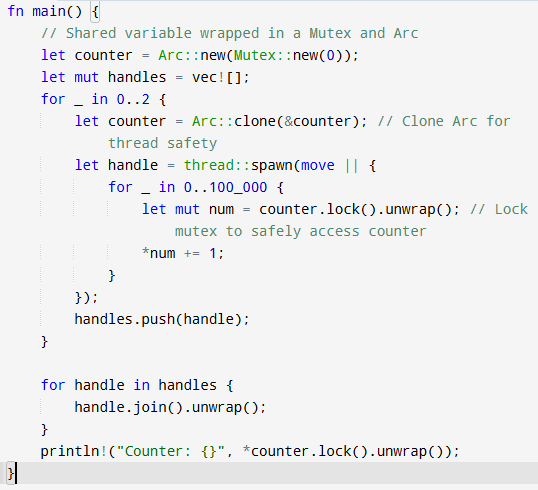 fn main() {
    // Shared variable wrapped in a Mutex and Arc
    let counter = Arc::new(Mutex::new(0));
    let mut handles = vec![];
    for _ in 0..2 {
        let counter = Arc::clone(&counter); // Clone Arc for
            thread safety
        let handle = thread::spawn(move || {
            for _ in 0..100_000 {
                let mut num = counter.lock().unwrap(); // Lock
                    mutex to safely access counter
                *num += 1;
            }
        });
        handles.push(handle);
    }

    for handle in handles {
        handle.join().unwrap();
    }
    println!("Counter: {}", *counter.lock().unwrap());
}